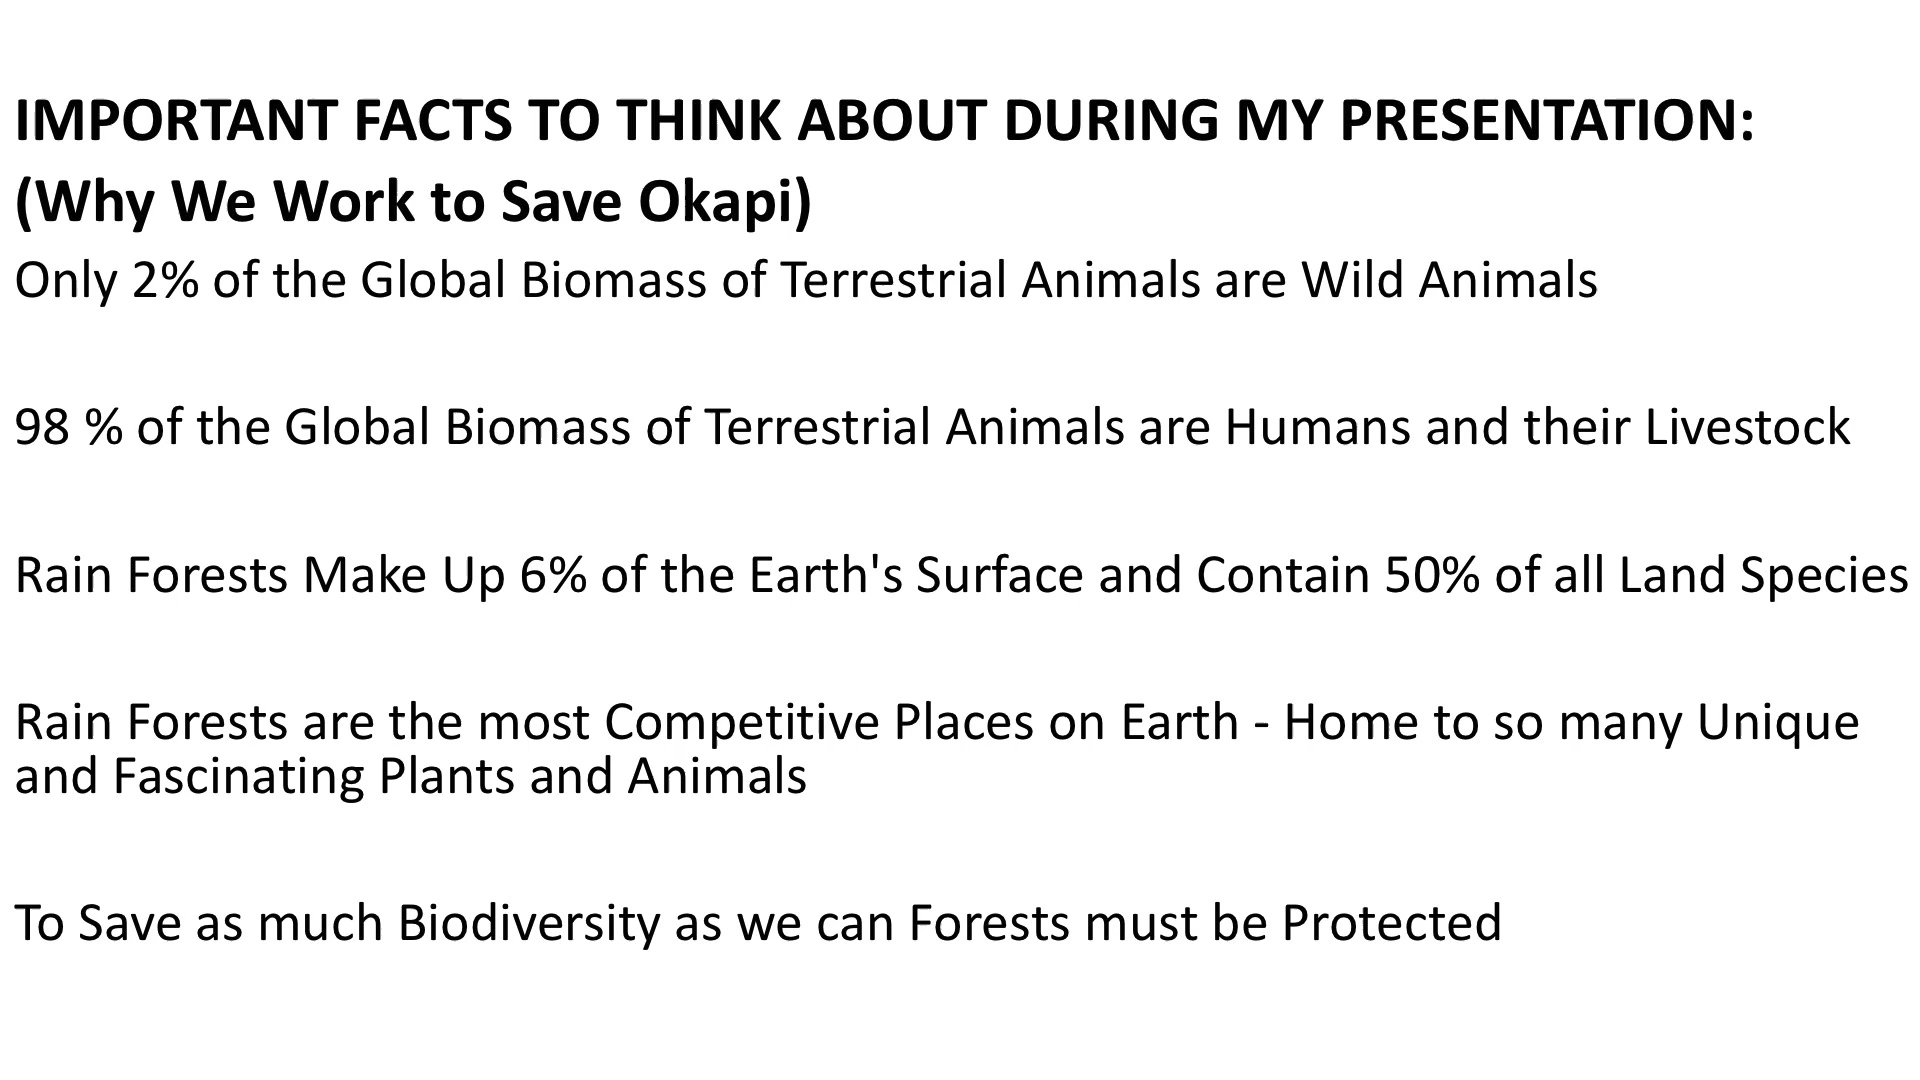 IMPORTANT FACTS TO THINK ABOUT DURING MY PRESENTATION:
(Why We Work to Save Okapi)
Only 2% of the Global Biomass of Terrestrial Animals are Wild Animals
98 % of the Global Biomass of Terrestrial Animals are Humans and their Livestock
Rain Forests Make Up 6% of the Earth's Surface and Contain 50% of all Land Species
Rain Forests are the most Competitive Places on Earth - Home to so many Unique
and Fascinating Plants and Animals
To Save as much Biodiversity as we can Forests must be Protected